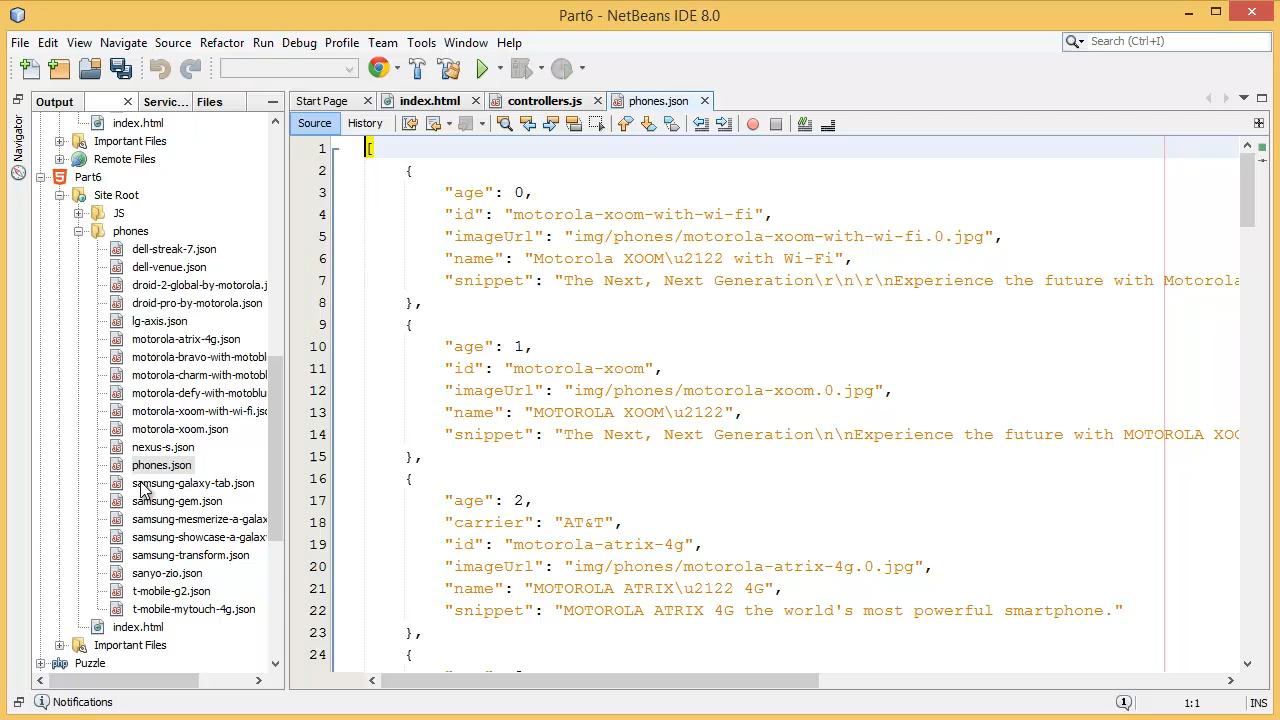 Part6 - NetBeans IDE 8.0
File Edit View Navigate Source Refactor Run Debug Profile Team Tools Window Help
Search (Ctrl+I)
Output Servic... Files
Start Page index.html controllers.js phones.json
Source History
Navigator
index.html
Important Files
Remote Files
Part6
Site Root
JS
phones
dell-streak-7.json
dell-venue.json
droid-2-global-by-motorola.j
droid-pro-by-motorola.json
lg-axis.json
motorola-atrix-4g.json
motorola-bravo-with-motobl
motorola-charm-with-motob
motorola-defy-with-motoblu
motorola-xoom-with-wi-fi.jsc
motorola-xoom.json
nexus-s.json
phones.json
samsung-galaxy-tab.json
samsung-gem.json
samsung-mesmerize-a-galax
samsung-showcase-a-galax
samsung-transform.json
sanyo-zio.json
t-mobile-g2.json
t-mobile-mytouch-4g.json
index.html
Important Files
Puzzle
1 [
2 {
3 "age": 0,
4 "id": "motorola-xoom-with-wi-fi",
5 "imageUrl": "img/phones/motorola-xoom-with-wi-fi.0.jpg",
6 "name": "Motorola XOOM\u2122 with Wi-Fi",
7 "snippet": "The Next, Next Generation\r\n\r\nExperience the future with Motorola
8 },
9 {
10 "age": 1,
11 "id": "motorola-xoom",
12 "imageUrl": "img/phones/motorola-xoom.0.jpg",
13 "name": "MOTOROLA XOOM\u2122",
14 "snippet": "The Next, Next Generation\n\nExperience the future with MOTOROLA XOO
15 },
16 {
17 "age": 2,
18 "carrier": "AT&T",
19 "id": "motorola-atrix-4g",
20 "imageUrl": "img/phones/motorola-atrix-4g.0.jpg",
21 "name": "MOTOROLA ATRIX\u2122 4G",
22 "snippet": "MOTOROLA ATRIX 4G the world's most powerful smartphone."
23 },
24 {
Notifications
1:1 INS